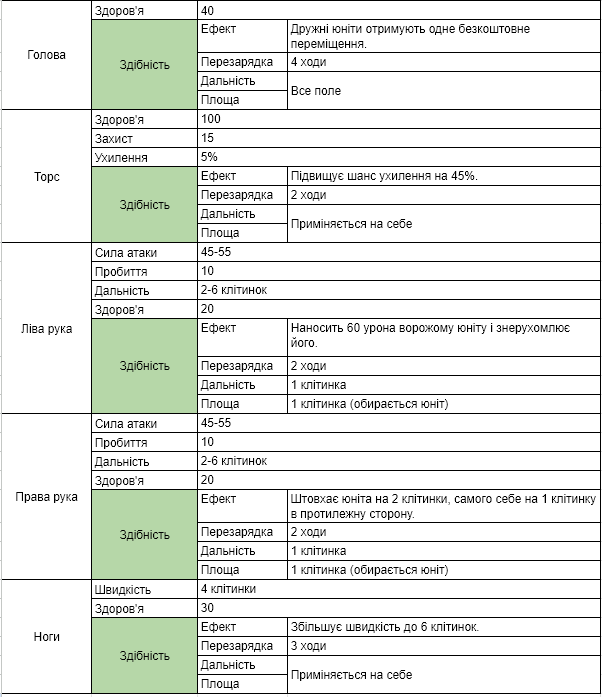 Голова
Здоров'я 40
Здібність
Ефект Дружні юніти отримують одне безкоштовне
переміщення.
Перезарядка 4 ходи
Дальність
Площа
Все поле
Торс
Здоров'я 100
Захист 15
Ухилення 5%
Здібність
Ефект Підвищує шанс ухилення на 45%.
Перезарядка 2 ходи
Дальність
Площа
Приміняється на себе
Ліва рука
Сила атаки 45-55
Пробиття 10
Дальність 2-6 клітинок
Здоров'я 20
Здібність
Ефект Наносить 60 урона ворожому юніту і знерухомлює
його.
Перезарядка 2 ходи
Дальність 1 клітинка
Площа 1 клітинка (обирається юніт)
Права рука
Сила атаки 45-55
Пробиття 10
Дальність 2-6 клітинок
Здоров'я 20
Здібність
Ефект Штовхає юніта на 2 клітинки, самого себе на 1 клітинку
в протилежну сторону.
Перезарядка 2 ходи
Дальність 1 клітинка
Площа 1 клітинка (обирається юніт)
Ноги
Швидкість 4 клітинки
Здоров'я 30
Здібність
Ефект Збільшує швидкість до 6 клітинок.
Перезарядка 3 ходи
Дальність
Площа
Приміняється на себе